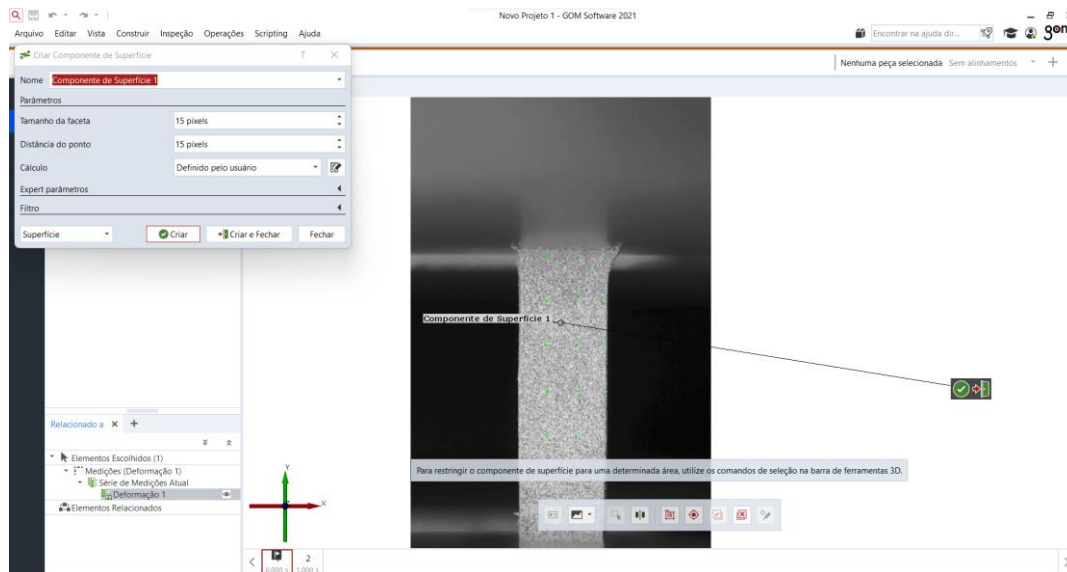 Novo Projeto 1 - GOM Software 2021
Arquivo Editar Vista Construir Inspeção Operações Scripting Ajuda
Encontrar na ajuda dir...
gom
Criar Componente de Superfície ? ×
Nenhuma peça selecionada Sem alinhamentos
Nome Componente de Superfície 1
Parâmetros
Tamanho da faceta 15 pixels
Distância do ponto 15 pixels
Cálculo Definido pelo usuário
Expert parâmetros
Filtro
Superfície Criar Criar e Fechar Fechar
Componente de Superfície 1
Relacionado a × +
Elementos Escolhidos (1)
Medições (Deformação 1)
Série de Medições Atual
Deformação 1
Elementos Relacionados
Para restringir o componente de superfície para uma determinada área, utilize os comandos de seleção na barra de ferramentas 3D.
Y
X
2
0,000 s 1,000 s